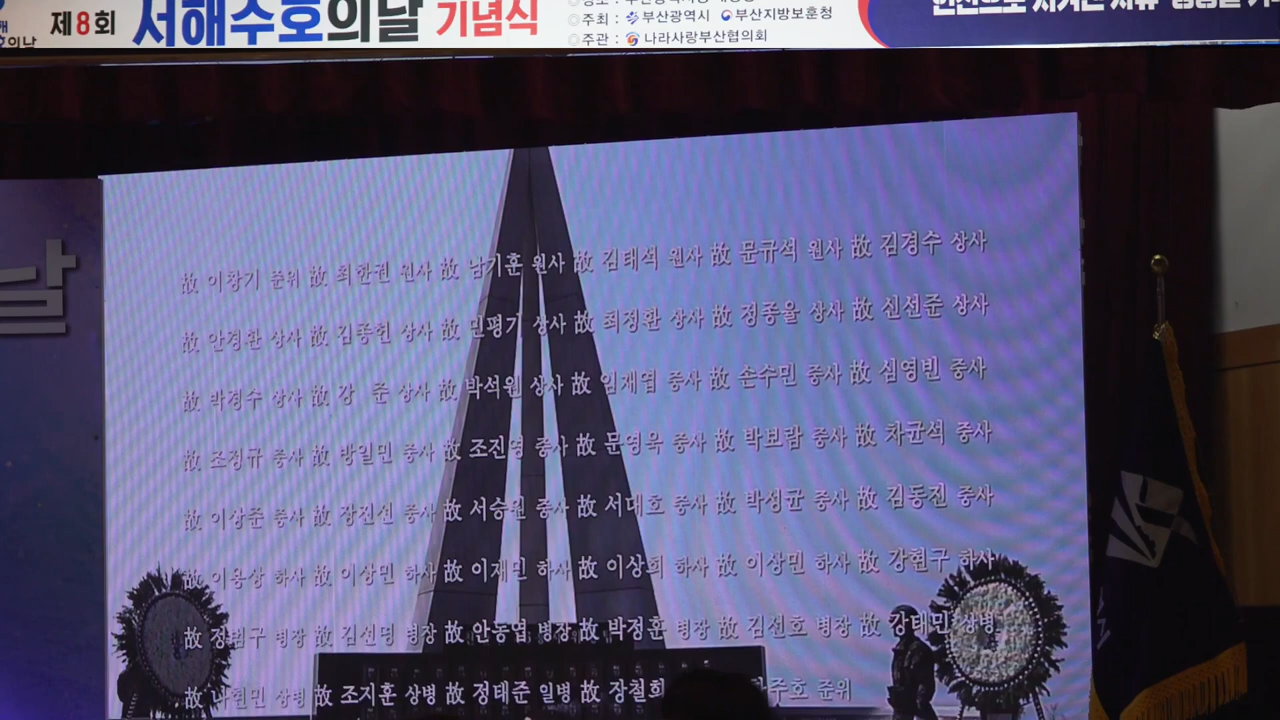 제8회 서해수호의날 기념식
◎주최 : 부산광역시 부산지방보훈청
◎주관 : 나라사랑부산협의회
날
故 이창기 준위 故 최한권 원사 故 남기훈 원사 故 김태석 원사 故 문규석 원사 故 김경수 상사
故 안경환 상사 故 김종헌 상사 故 민평기 상사 故 최정환 상사 故 정종율 상사 故 신선준 상사
故 박경수 상사 故 강 준 상사 故 박석원 상사 故 임재엽 중사 故 손수민 중사 故 심영빈 중사
故 조정규 중사 故 방일민 중사 故 조진영 중사 故 문영욱 중사 故 박보람 중사 故 차균석 중사
故 이상준 중사 故 장진선 중사 故 서승원 중사 故 서대호 중사 故 박성균 중사 故 김동진 중사
故 이용상 하사 故 이상민 하사 故 이재민 하사 故 이상희 하사 故 이상민 하사 故 강현구 하사
故 정범구 병장 故 김선명 병장 故 안동엽 병장 故 박정훈 병장 故 김선호 병장 故 강태민 상병
故 나현민 상병 故 조지훈 상병 故 정태준 일병 故 장철희 주호 준위